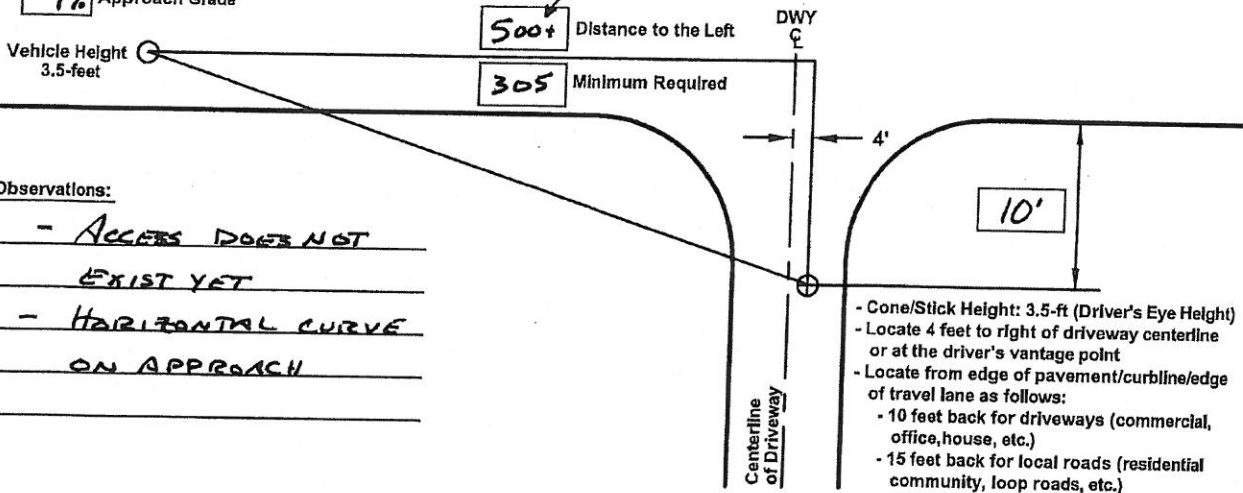 Approach Grade
500+ Distance to the Left
DWY
℄
Vehicle Height
3.5-feet
305 Minimum Required
4'
10'
Observations:
- ACCESS DOES NOT
EXIST YET
- HORIZONTAL CURVE
ON APPROACH
Centerline
of Driveway
- Cone/Stick Height: 3.5-ft (Driver's Eye Height)
- Locate 4 feet to right of driveway centerline
or at the driver's vantage point
- Locate from edge of pavement/curbline/edge
of travel lane as follows:
- 10 feet back for driveways (commercial,
office,house, etc.)
- 15 feet back for local roads (residential
community, loop roads, etc.)